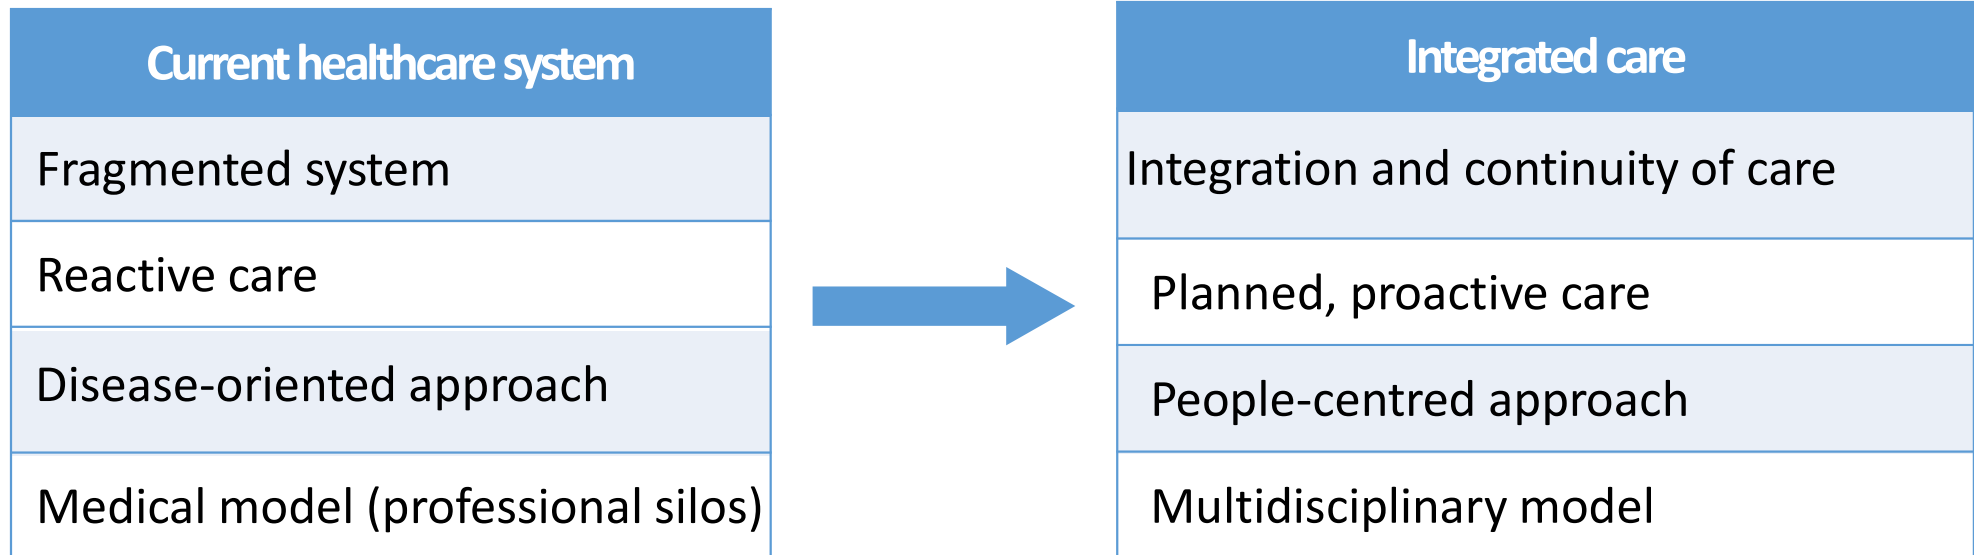 Current healthcare system
Fragmented system
Reactive care
Disease-oriented approach
Medical model (professional silos)
Integrated care
Integration and continuity of care
Planned, proactive care
People-centred approach
Multidisciplinary model